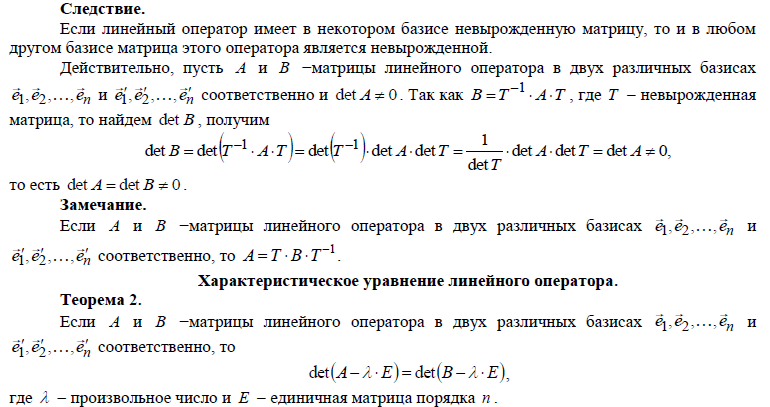 Следствие.
Если линейный оператор имеет в некотором базисе невырожденную матрицу, то и в любом
другом базисе матрица этого оператора является невырожденной.
Действительно, пусть A и B −матрицы линейного оператора в двух различных базисах
e⃗₁, e⃗₂, …, e⃗ₙ и e⃗₁′, e⃗₂′, …, e⃗ₙ′ соответственно и det A ≠ 0. Так как B = T⁻¹ · A · T, где T − невырожденная
матрица, то найдем det B, получим
det B = det(T⁻¹ · A · T) = det(T⁻¹) · det A · det T = 1/det T · det A · det T = det A ≠ 0,
то есть det A = det B ≠ 0.
Замечание.
Если A и B −матрицы линейного оператора в двух различных базисах e⃗₁, e⃗₂, …, e⃗ₙ и
e⃗₁′, e⃗₂′, …, e⃗ₙ′ соответственно, то A = T · B · T⁻¹.
Характеристическое уравнение линейного оператора.
Теорема 2.
Если A и B −матрицы линейного оператора в двух различных базисах e⃗₁, e⃗₂, …, e⃗ₙ и
e⃗₁′, e⃗₂′, …, e⃗ₙ′ соответственно, то
det(A − λ · E) = det(B − λ · E),
где λ − произвольное число и E − единичная матрица порядка n.